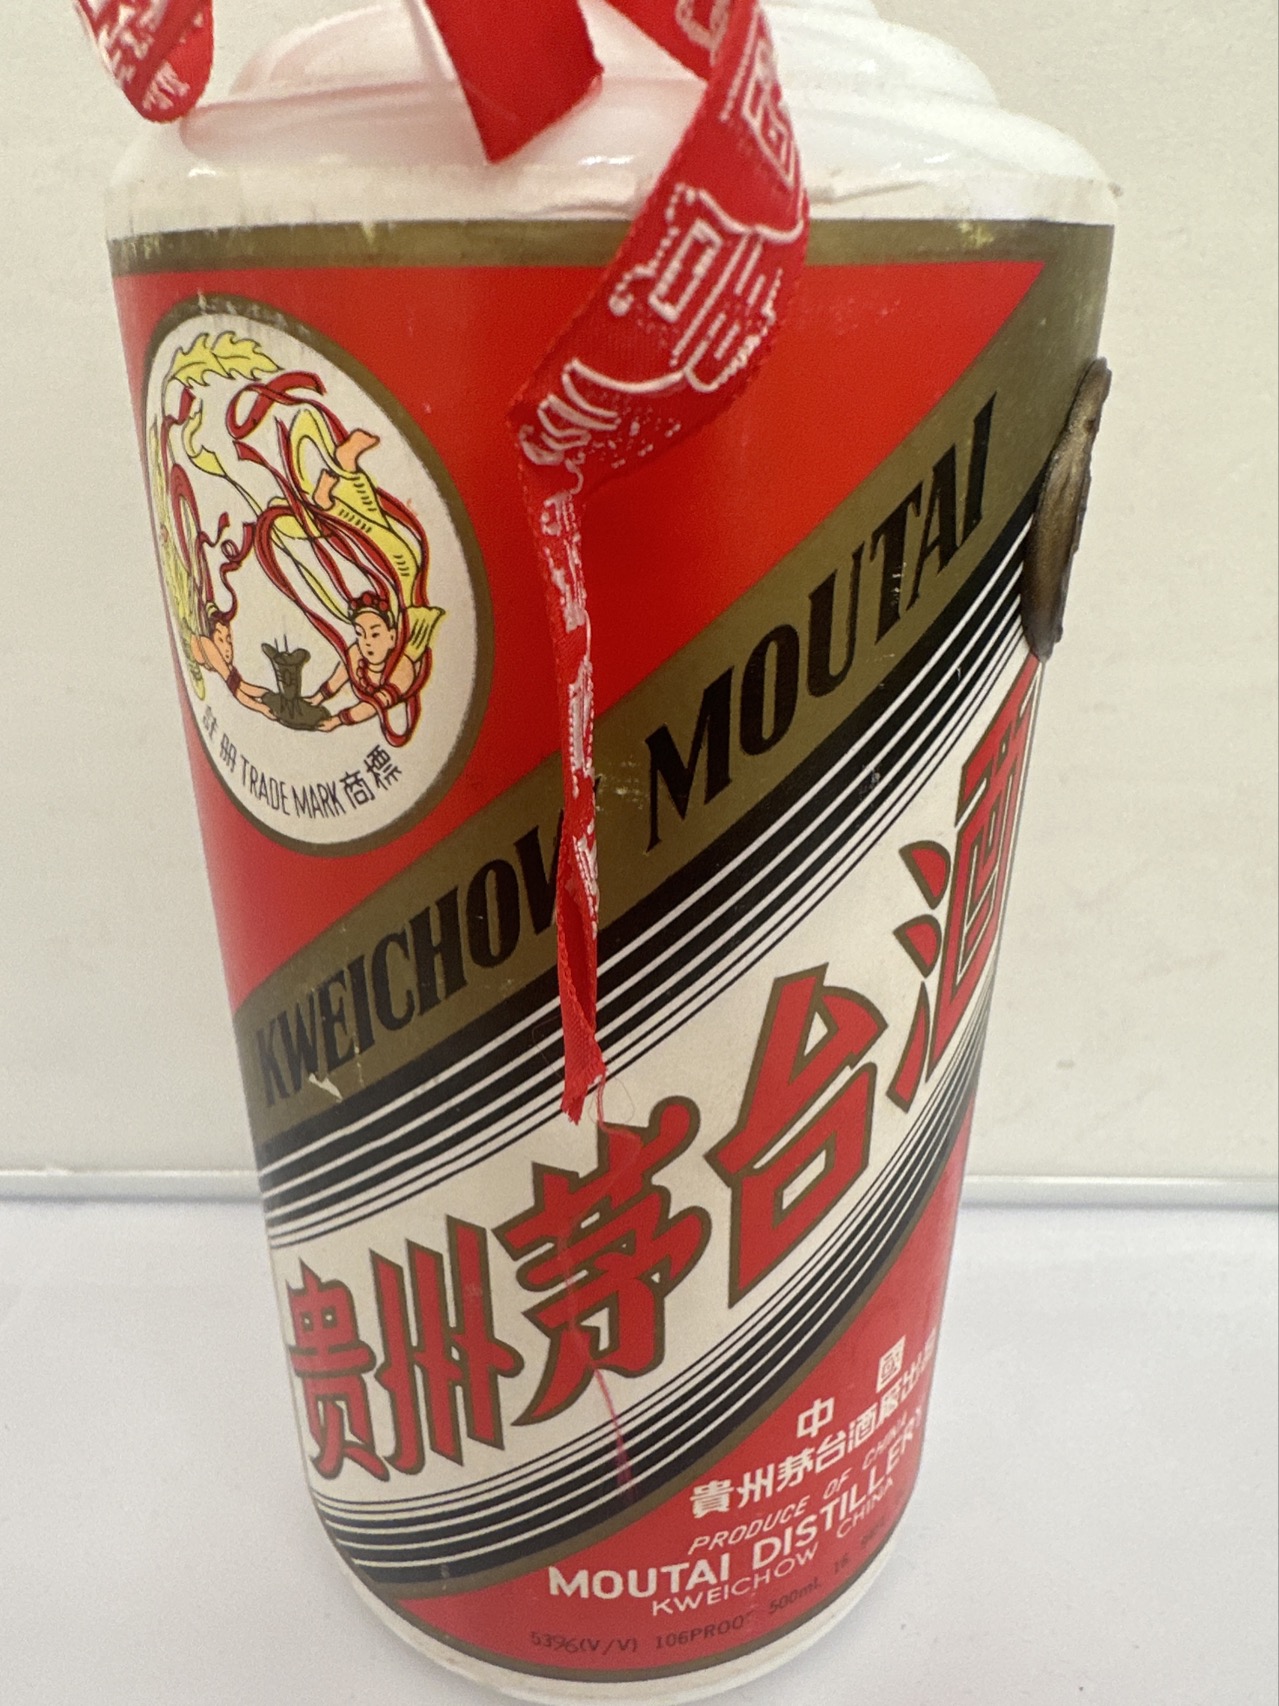 註册 TRADE MARK 商標
KWEICHOW MOUTAI
贵州茅台酒
中國
貴州茅台酒廠出品
PRODUCE OF CHINA
MOUTAI DISTILLERY
KWEICHOW CHINA
53%(V/V) 106PROOF 500mL 16